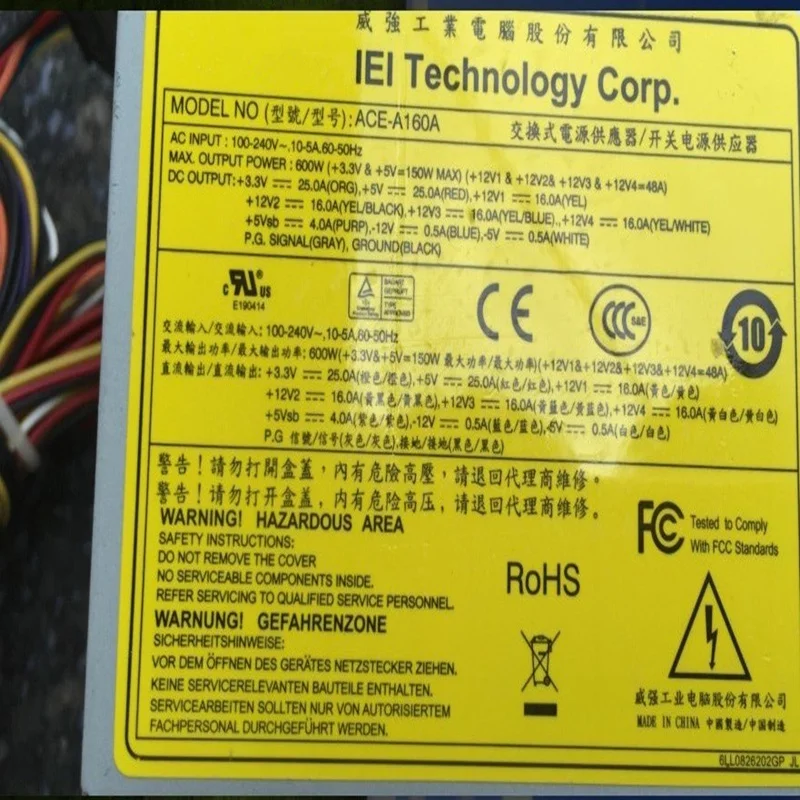 威強工業電腦股份有限公司
IEI Technology Corp.
MODEL NO (型號/型号): ACE-A160A 交換式電源供應器/开关电源供应器
AC INPUT : 100-240V~,10-5A,60-50Hz
MAX. OUTPUT POWER : 600W (+3.3V & +5V=150W MAX) (+12V1 & +12V2& +12V3 & +12V4=48A)
DC OUTPUT:+3.3V ⎓ 25.0A(ORG),+5V ⎓ 25.0A(RED),+12V1 ⎓ 16.0A(YEL)
+12V2 ⎓ 16.0A(YEL/BLACK),+12V3 ⎓ 16.0A(YEL/BLUE),,+12V4 ⎓ 16.0A(YEL/WHITE)
+5Vsb ⎓ 4.0A(PURP),-12V ⎓ 0.5A(BLUE),-5V ⎓ 0.5A(WHITE)
P.G. SIGNAL(GRAY), GROUND(BLACK)
c RU® US
E190414
TÜVRheinland
BAUART GEPRÜFT
TYPE APPROVED
CE
CCC S&E
10
交流輸入/交流输入: 100-240V~,10-5A,60-50Hz
最大輸出功率/最大输出功率: 600W(+3.3V&+5V=150W 最大功率/最大功率)(+12V1&+12V2&+12V3&+12V4=48A)
直流輸出/直流输出: +3.3V ⎓ 25.0A(橙色/橙色),+5V ⎓ 25.0A(紅色/红色),+12V1 ⎓ 16.0A(黃色/黄色)
+12V2 ⎓ 16.0A(黃黑色/黄黑色),+12V3 ⎓ 16.0A(黃藍色/黄蓝色),+12V4 ⎓ 16.0A(黃白色/黄白色)
+5Vsb ⎓ 4.0A(紫色/紫色),-12V ⎓ 0.5A(藍色/蓝色),-5V ⎓ 0.5A(白色/白色)
P.G 信號/信号(灰色/灰色),接地/接地(黑色/黑色)
警告！請勿打開盒蓋，內有危險高壓，請退回代理商維修。
警告！请勿打开盒盖，内有危险高压，请退回代理商维修。
WARNING! HAZARDOUS AREA
SAFETY INSTRUCTIONS:
DO NOT REMOVE THE COVER
NO SERVICEABLE COMPONENTS INSIDE.
REFER SERVICING TO QUALIFIED SERVICE PERSONNEL.
WARNUNG! GEFAHRENZONE
SICHERHEITSHINWEISE:
VOR DEM ÖFFNEN DES GERÄTES NETZSTECKER ZIEHEN.
KEINE SERVICERELEVANTEN BAUTEILE ENTHALTEN.
SERVICEARBEITEN SOLLTEN NUR VON AUTORISIERTEM
FACHPERSONAL DURCHGEFÜHRT WERDEN.
RoHS
FC Tested to Comply
With FCC Standards
威强工业电脑股份有限公司
MADE IN CHINA 中國製造/中国制造
6LL0826202GP JL